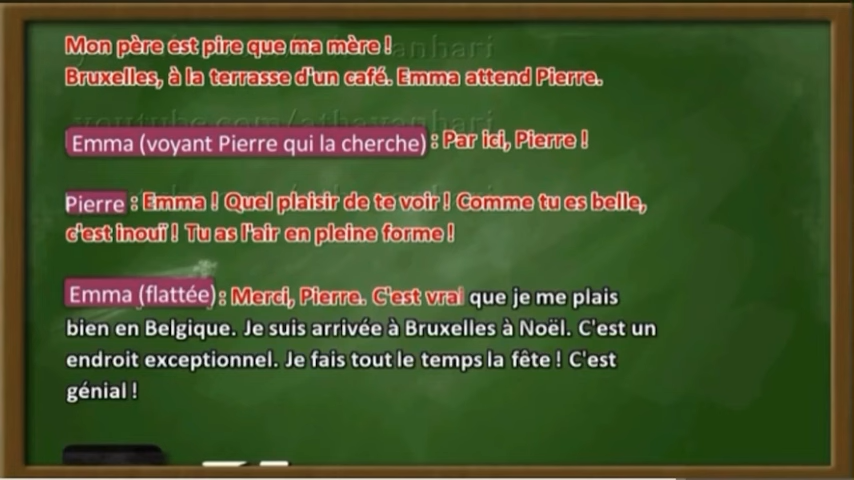 Mon père est pire que ma mère !
Bruxelles, à la terrasse d'un café. Emma attend Pierre.
youtube.com/athavanhari
Emma (voyant Pierre qui la cherche) : Par ici, Pierre !
Pierre : Emma ! Quel plaisir de te voir ! Comme tu es belle,
c'est inouï ! Tu as l'air en pleine forme !
Emma (flattée) : Merci, Pierre. C'est vrai que je me plais
bien en Belgique. Je suis arrivée à Bruxelles à Noël. C'est un
endroit exceptionnel. Je fais tout le temps la fête ! C'est
génial !